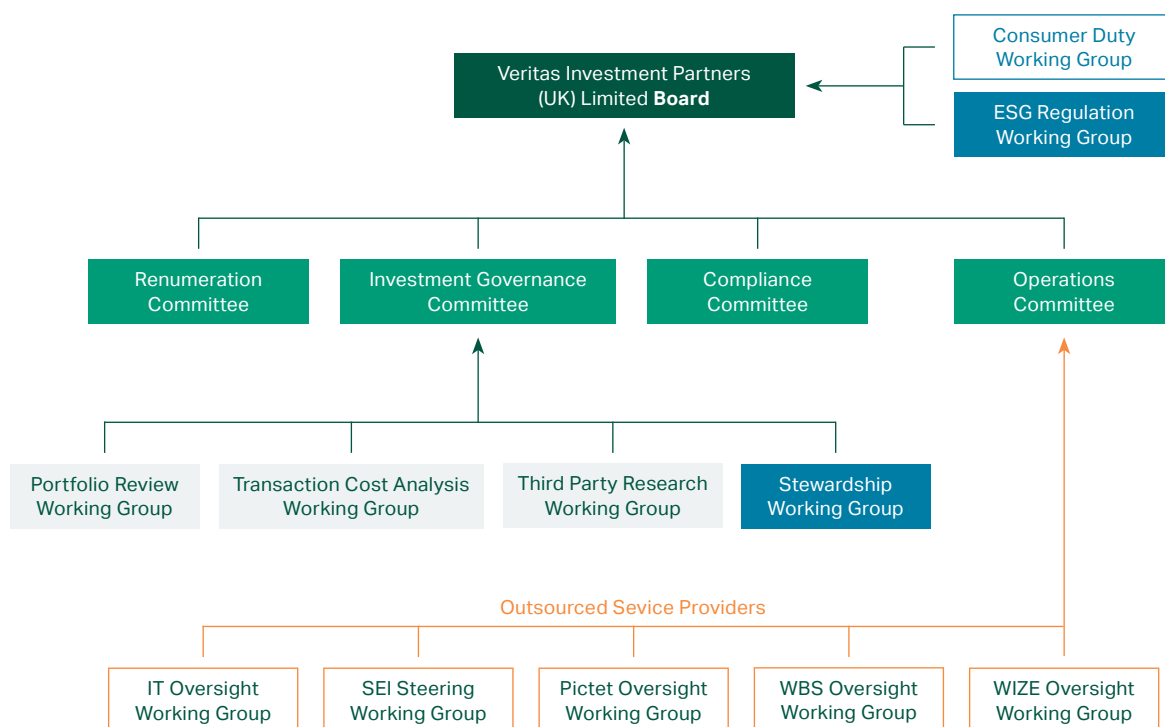 Consumer Duty
Working Group
Veritas Investment Partners
(UK) Limited Board
ESG Regulation
Working Group
Renumeration
Committee
Investment Governance
Committee
Compliance
Committee
Operations
Committee
Portfolio Review
Working Group
Transaction Cost Analysis
Working Group
Third Party Research
Working Group
Stewardship
Working Group
Outsourced Sevice Providers
IT Oversight
Working Group
SEI Steering
Working Group
Pictet Oversight
Working Group
WBS Oversight
Working Group
WIZE Oversight
Working Group